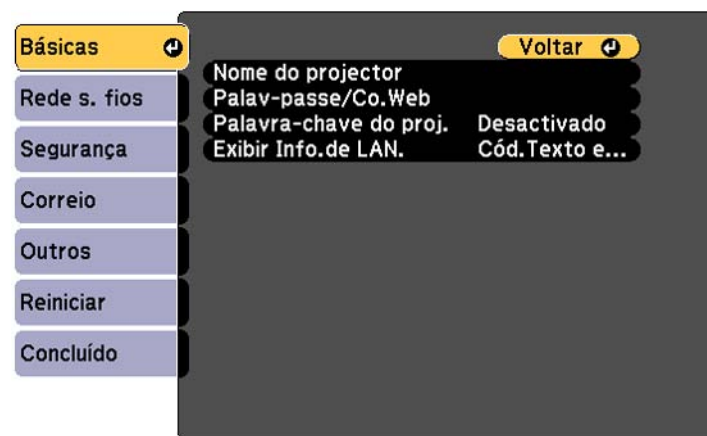 Básicas
Rede s. fios
Segurança
Correio
Outros
Reiniciar
Concluído
Voltar
Nome do projector
Palav-passe/Co.Web
Palavra-chave do proj. Desactivado
Exibir Info.de LAN. Cód.Texto e...